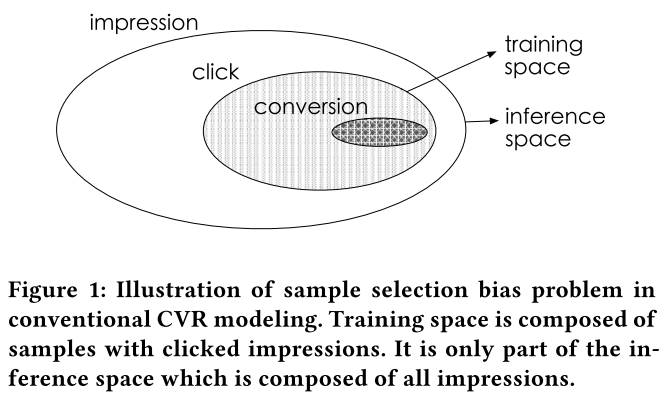 impression
click
conversion
training
space
inference
space
Figure 1: Illustration of sample selection bias problem in
conventional CVR modeling. Training space is composed of
samples with clicked impressions. It is only part of the in-
ference space which is composed of all impressions.